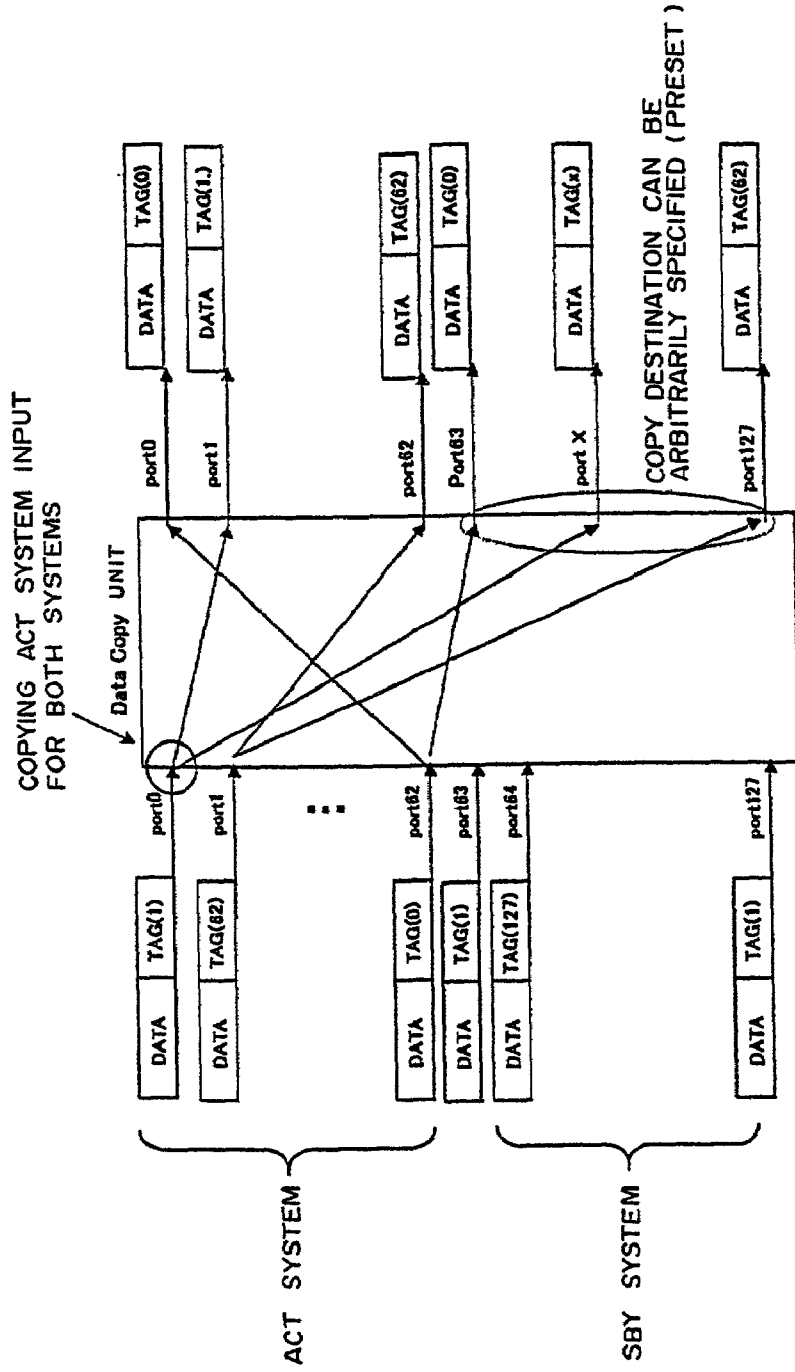 COPYING ACT SYSTEM INPUT
FOR BOTH SYSTEMS
Data Copy UNIT
ACT SYSTEM
DATA TAG(1) port0
DATA TAG(62) port1
...
DATA TAG(0) port62
DATA TAG(1) port63
SBY SYSTEM
DATA TAG(127) port64
DATA TAG(1) port127
port0 DATA TAG(0)
port1 DATA TAG(1.)
port62 DATA TAG(62)
Port63 DATA TAG(0)
port X DATA TAG(x)
port127 DATA TAG(62)
COPY DESTINATION CAN BE
ARBITRARILY SPECIFIED (PRESET)